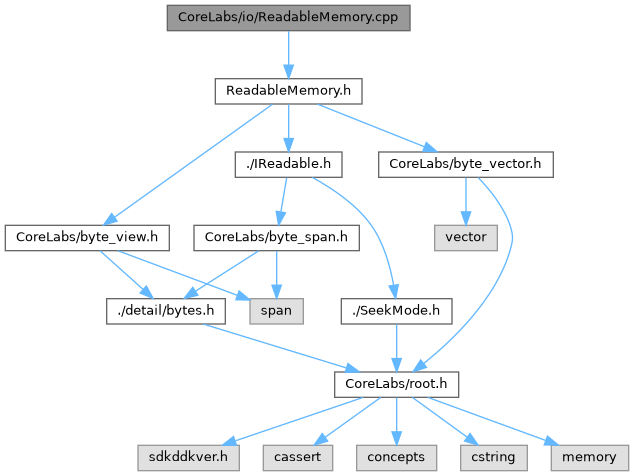 CoreLabs/io/ReadableMemory.cpp
ReadableMemory.h
./IReadable.h
CoreLabs/byte_vector.h
CoreLabs/byte_view.h
CoreLabs/byte_span.h
vector
./detail/bytes.h
span
./SeekMode.h
CoreLabs/root.h
sdkddkver.h
cassert
concepts
cstring
memory